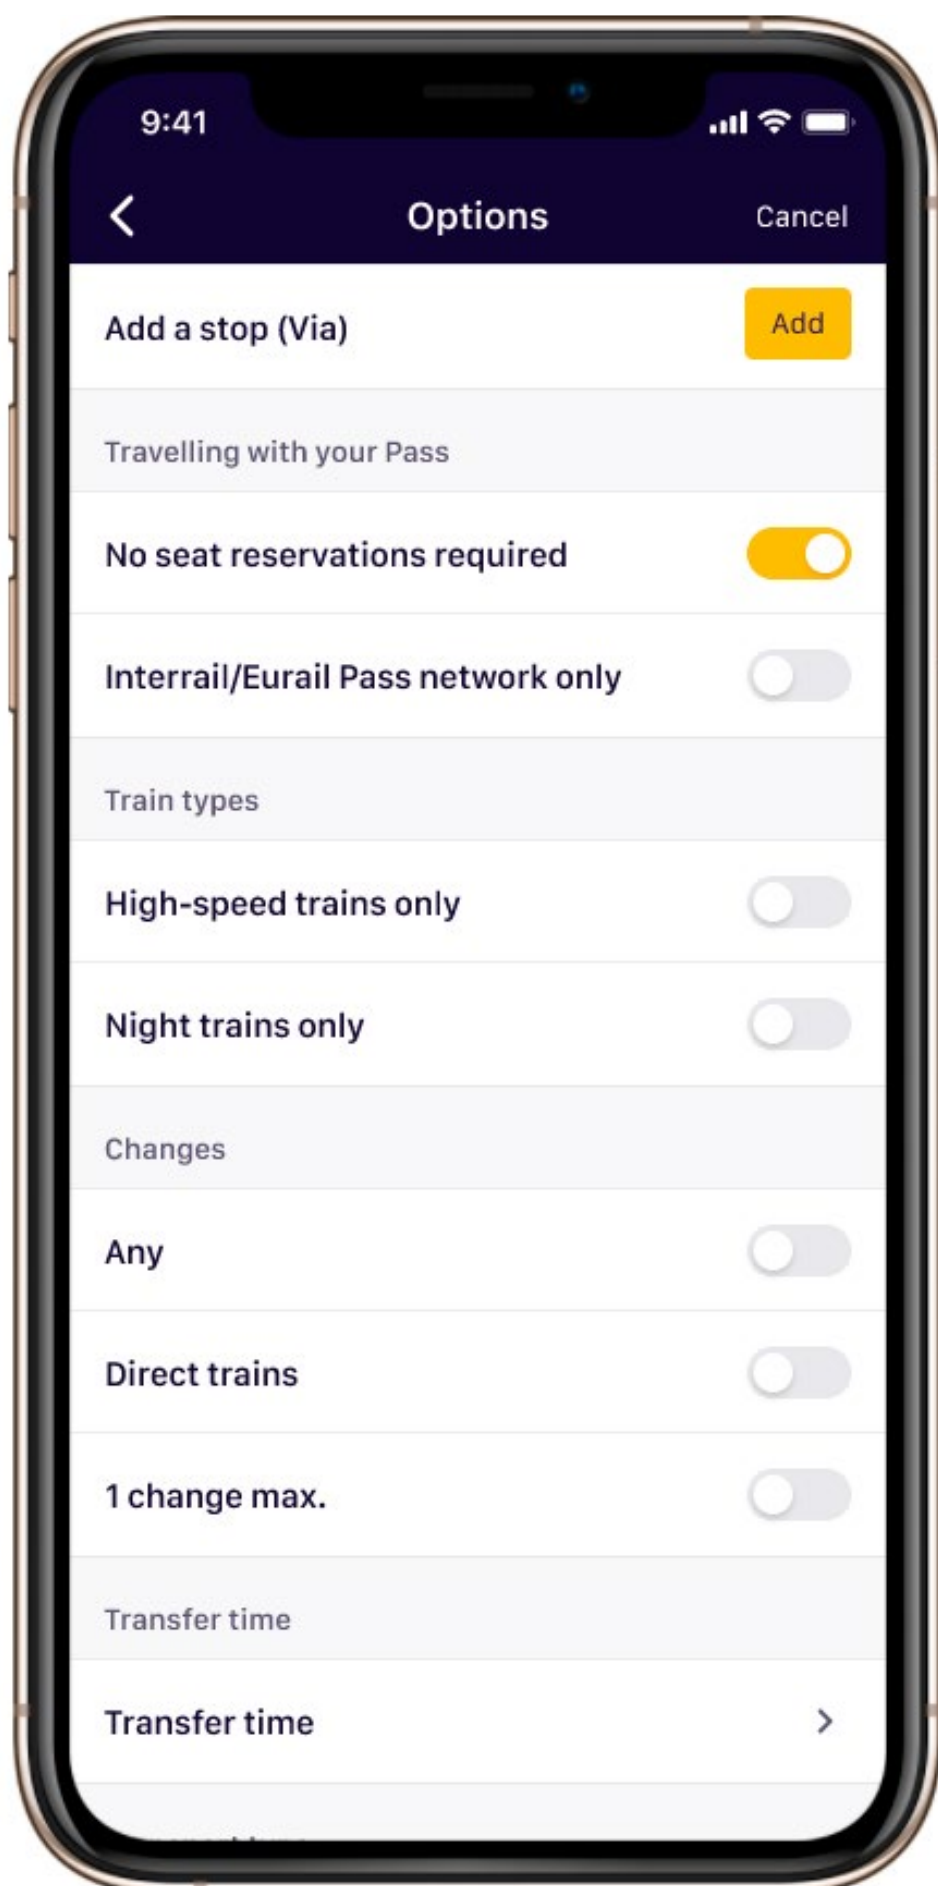 9:41
Options
Cancel
Add a stop (Via)
Add
Travelling with your Pass
No seat reservations required
Interrail/Eurail Pass network only
Train types
High-speed trains only
Night trains only
Changes
Any
Direct trains
1 change max.
Transfer time
Transfer time